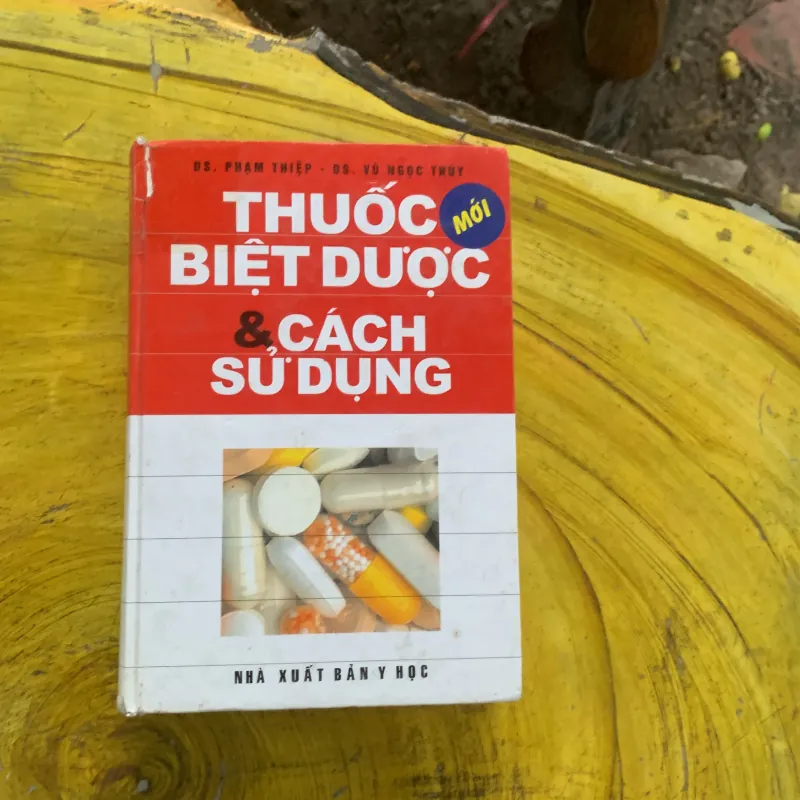 DS. PHẠM THIỆP - DS. VŨ NGỌC THÚY
THUỐC
MỚI
BIỆT DƯỢC
& CÁCH
SỬ DỤNG
NHÀ XUẤT BẢN Y HỌC